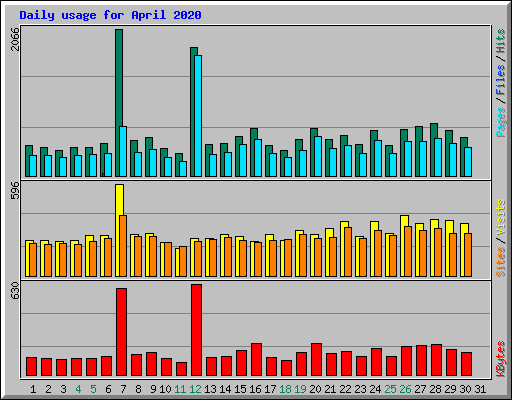 Daily usage for April 2020
2066
Pages / Files / Hits
596
Sites / Visits
630
KBytes
1 2 3 4 5 6 7 8 9 10 11 12 13 14 15 16 17 18 19 20 21 22 23 24 25 26 27 28 29 30 31